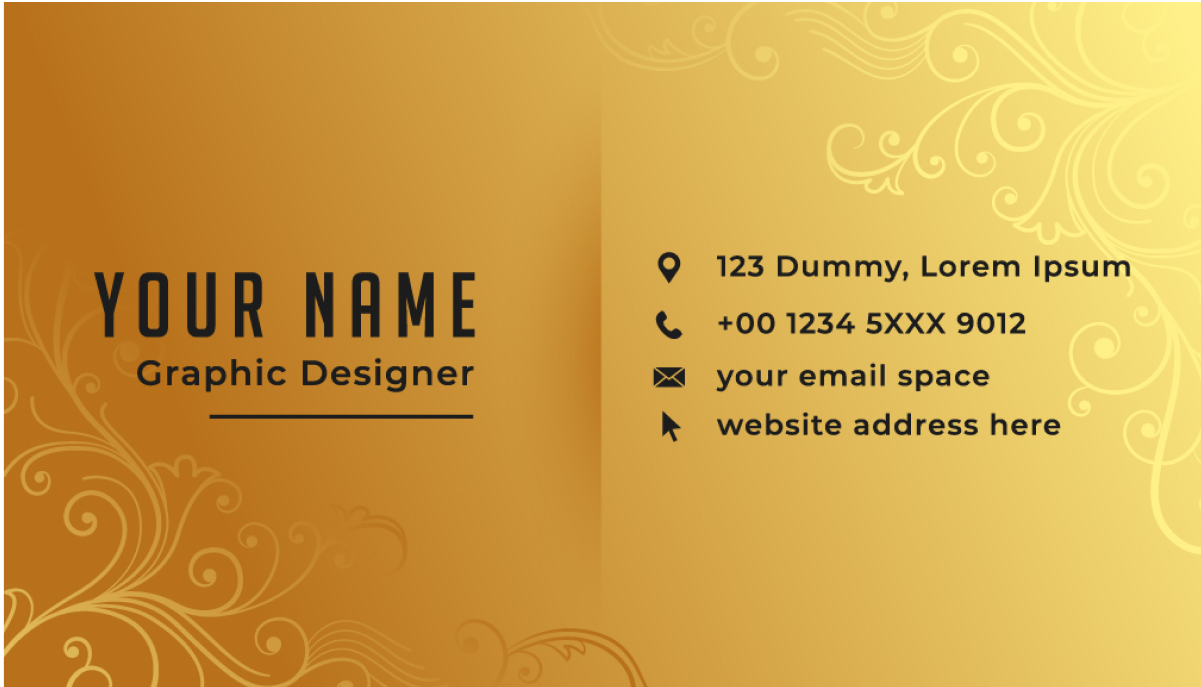 YOUR NAME
Graphic Designer
123 Dummy, Lorem Ipsum
+00 1234 5XXX 9012
your email space
website address here